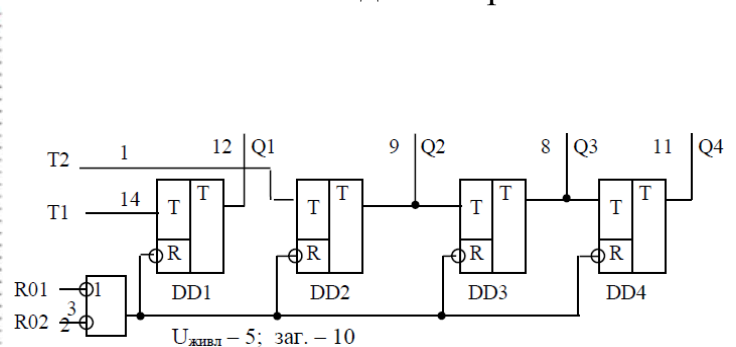 12 Q1 9 Q2 8 Q3 11 Q4
T2 1
T1 14 T T T T T T T T
R R R R
R01 1 DD1 DD2 DD3 DD4
3
R02 2
Uживл – 5; заг. – 10